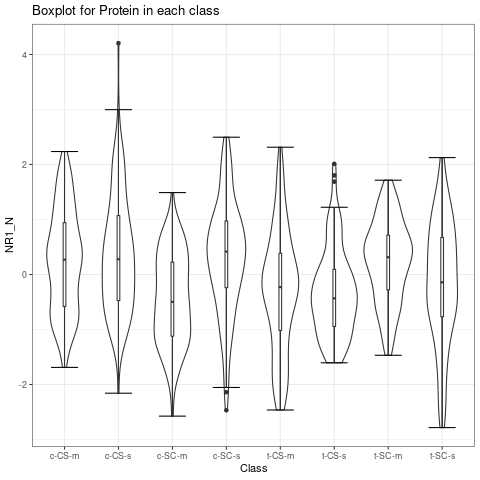 Boxplot for Protein in each class
NR1_N
4
2
0
-2
c-CS-m c-CS-s c-SC-m c-SC-s t-CS-m t-CS-s t-SC-m t-SC-s
Class